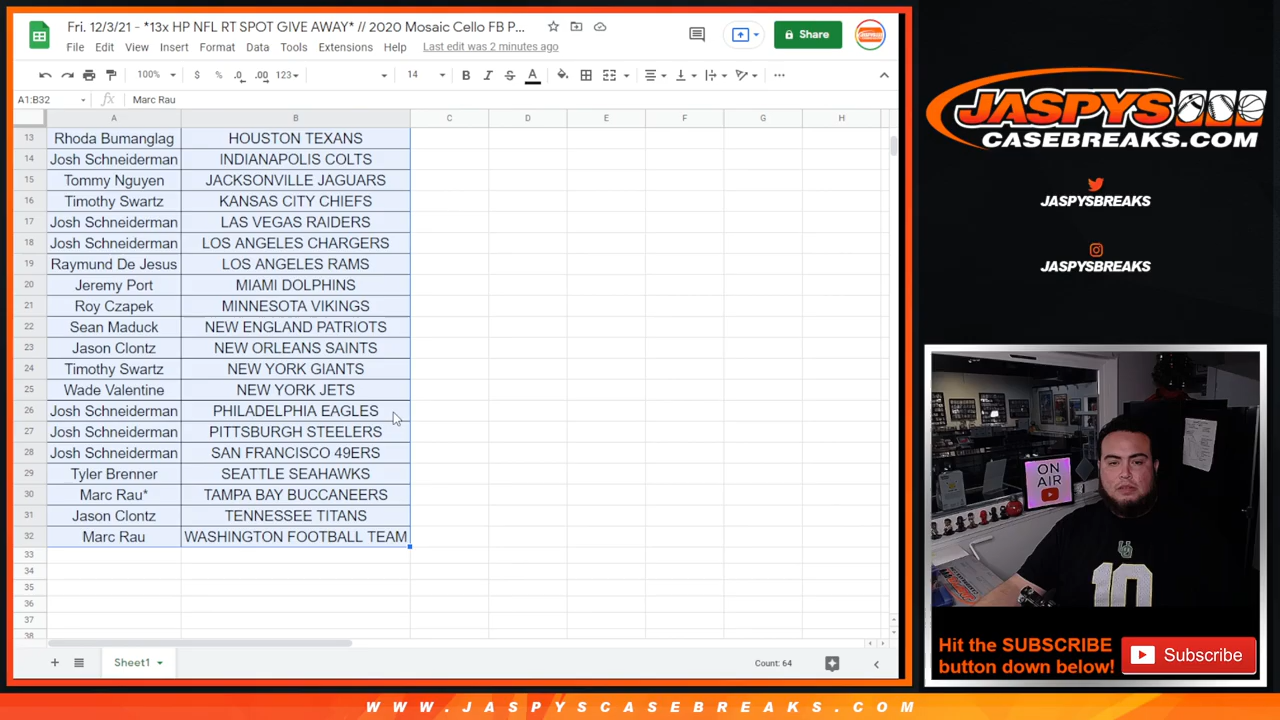 Fri. 12/3/21 - *13x HP NFL RT SPOT GIVE AWAY* // 2020 Mosaic Cello FB P...
File Edit View Insert Format Data Tools Extensions Help Last edit was 2 minutes ago
Share
100% $ % .0 .00 123 14 B I S A
A1:B32 fx Marc Rau
A B C D E F G H
13 Rhoda Bumanglag HOUSTON TEXANS
14 Josh Schneiderman INDIANAPOLIS COLTS
15 Tommy Nguyen JACKSONVILLE JAGUARS
16 Timothy Swartz KANSAS CITY CHIEFS
17 Josh Schneiderman LAS VEGAS RAIDERS
18 Josh Schneiderman LOS ANGELES CHARGERS
19 Raymund De Jesus LOS ANGELES RAMS
20 Jeremy Port MIAMI DOLPHINS
21 Roy Czapek MINNESOTA VIKINGS
22 Sean Maduck NEW ENGLAND PATRIOTS
23 Jason Clontz NEW ORLEANS SAINTS
24 Timothy Swartz NEW YORK GIANTS
25 Wade Valentine NEW YORK JETS
26 Josh Schneiderman PHILADELPHIA EAGLES
27 Josh Schneiderman PITTSBURGH STEELERS
28 Josh Schneiderman SAN FRANCISCO 49ERS
29 Tyler Brenner SEATTLE SEAHAWKS
30 Marc Rau* TAMPA BAY BUCCANEERS
31 Jason Clontz TENNESSEE TITANS
32 Marc Rau WASHINGTON FOOTBALL TEAM
33
34
35
36
37
38
Sheet1
Count: 64
JASPYS
CASEBREAKS.COM
JASPYSBREAKS
JASPYSBREAKS
ON
AIR
10
Hit the SUBSCRIBE
button down below!
Subscribe
WWW.JASPYSCASEBREAKS.COM